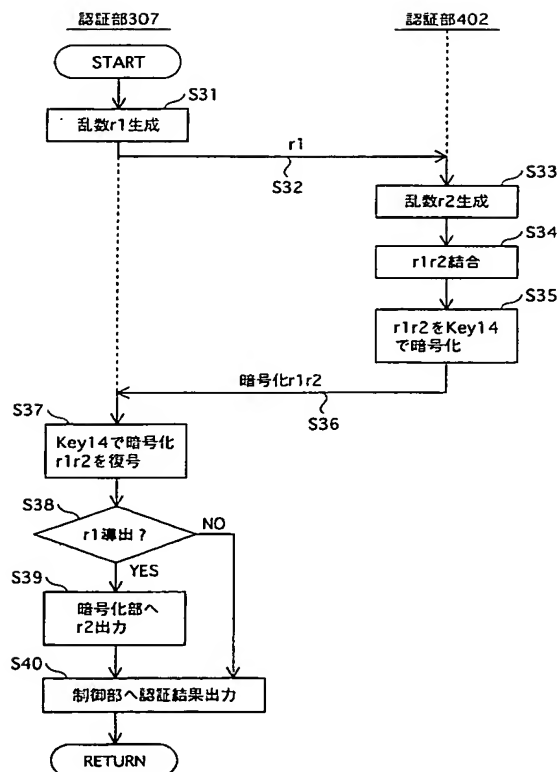 認証部307
認証部402
START
S31
乱数r1生成
r1
S32
S33
乱数r2生成
S34
r1r2結合
S35
r1r2をKey14
で暗号化
暗号化r1r2
S36
S37
Key14で暗号化
r1r2を復号
S38
r1導出？
NO
YES
S39
暗号化部へ
r2出力
S40
制御部へ認証結果出力
RETURN